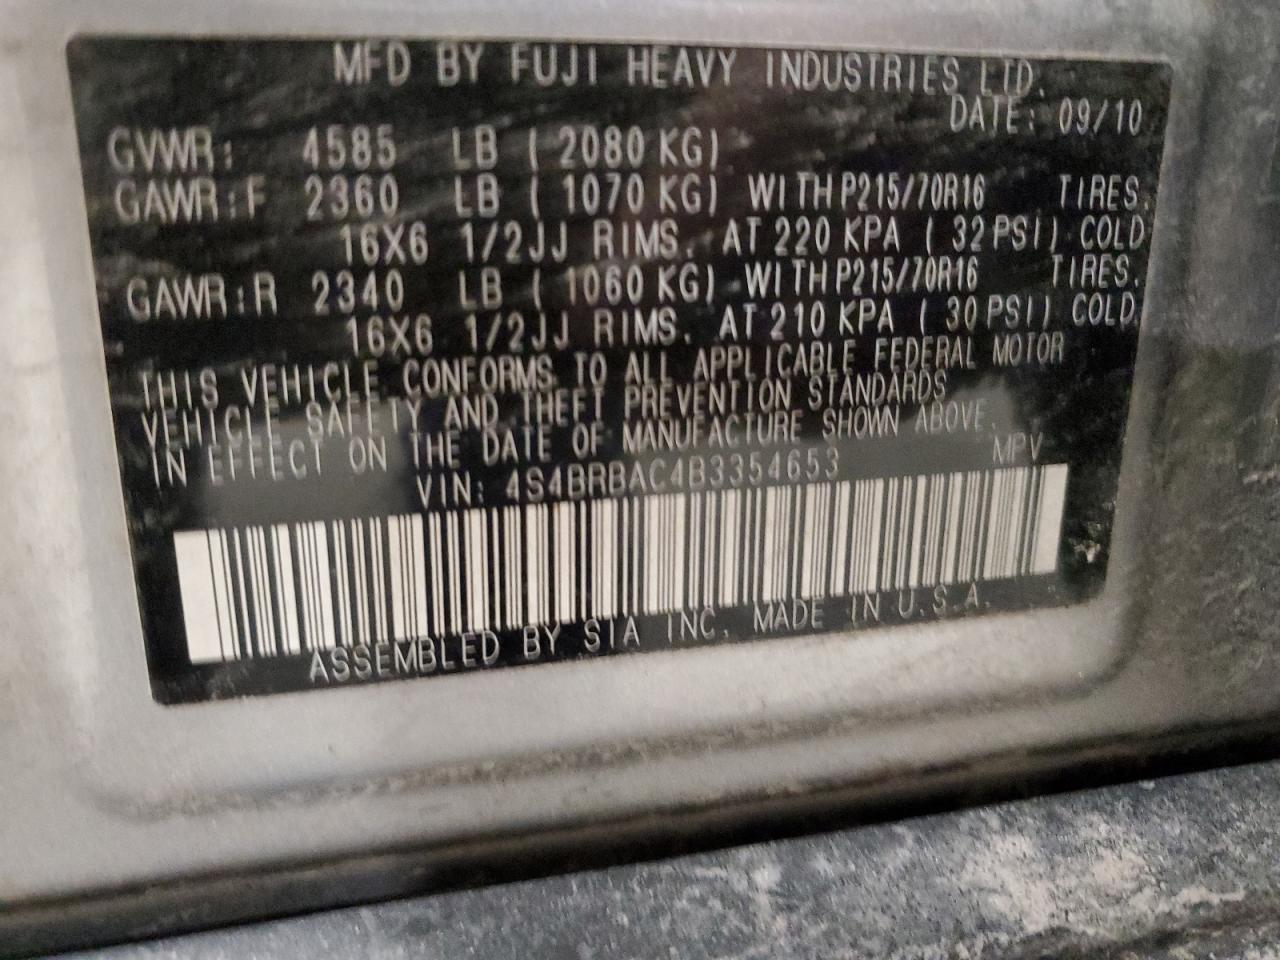 MFD BY FUJI HEAVY INDUSTRIES LTD.
DATE: 09/10
GVWR: 4585 LB ( 2080 KG)
GAWR:F 2360 LB ( 1070 KG) WITH P215/70R16 TIRES.
16X6 1/2JJ RIMS. AT 220 KPA ( 32 PSI) COLD
GAWR:R 2340 LB ( 1060 KG) WITH P215/70R16 TIRES.
16X6 1/2JJ RIMS. AT 210 KPA ( 30 PSI) COLD.
THIS VEHICLE CONFORMS TO ALL APPLICABLE FEDERAL MOTOR
VEHICLE SAFETY AND THEFT PREVENTION STANDARDS
IN EFFECT ON THE DATE OF MANUFACTURE SHOWN ABOVE.
VIN: 4S4BRBAC4B3354653 MPV
ASSEMBLED BY SIA INC. MADE IN U.S.A.